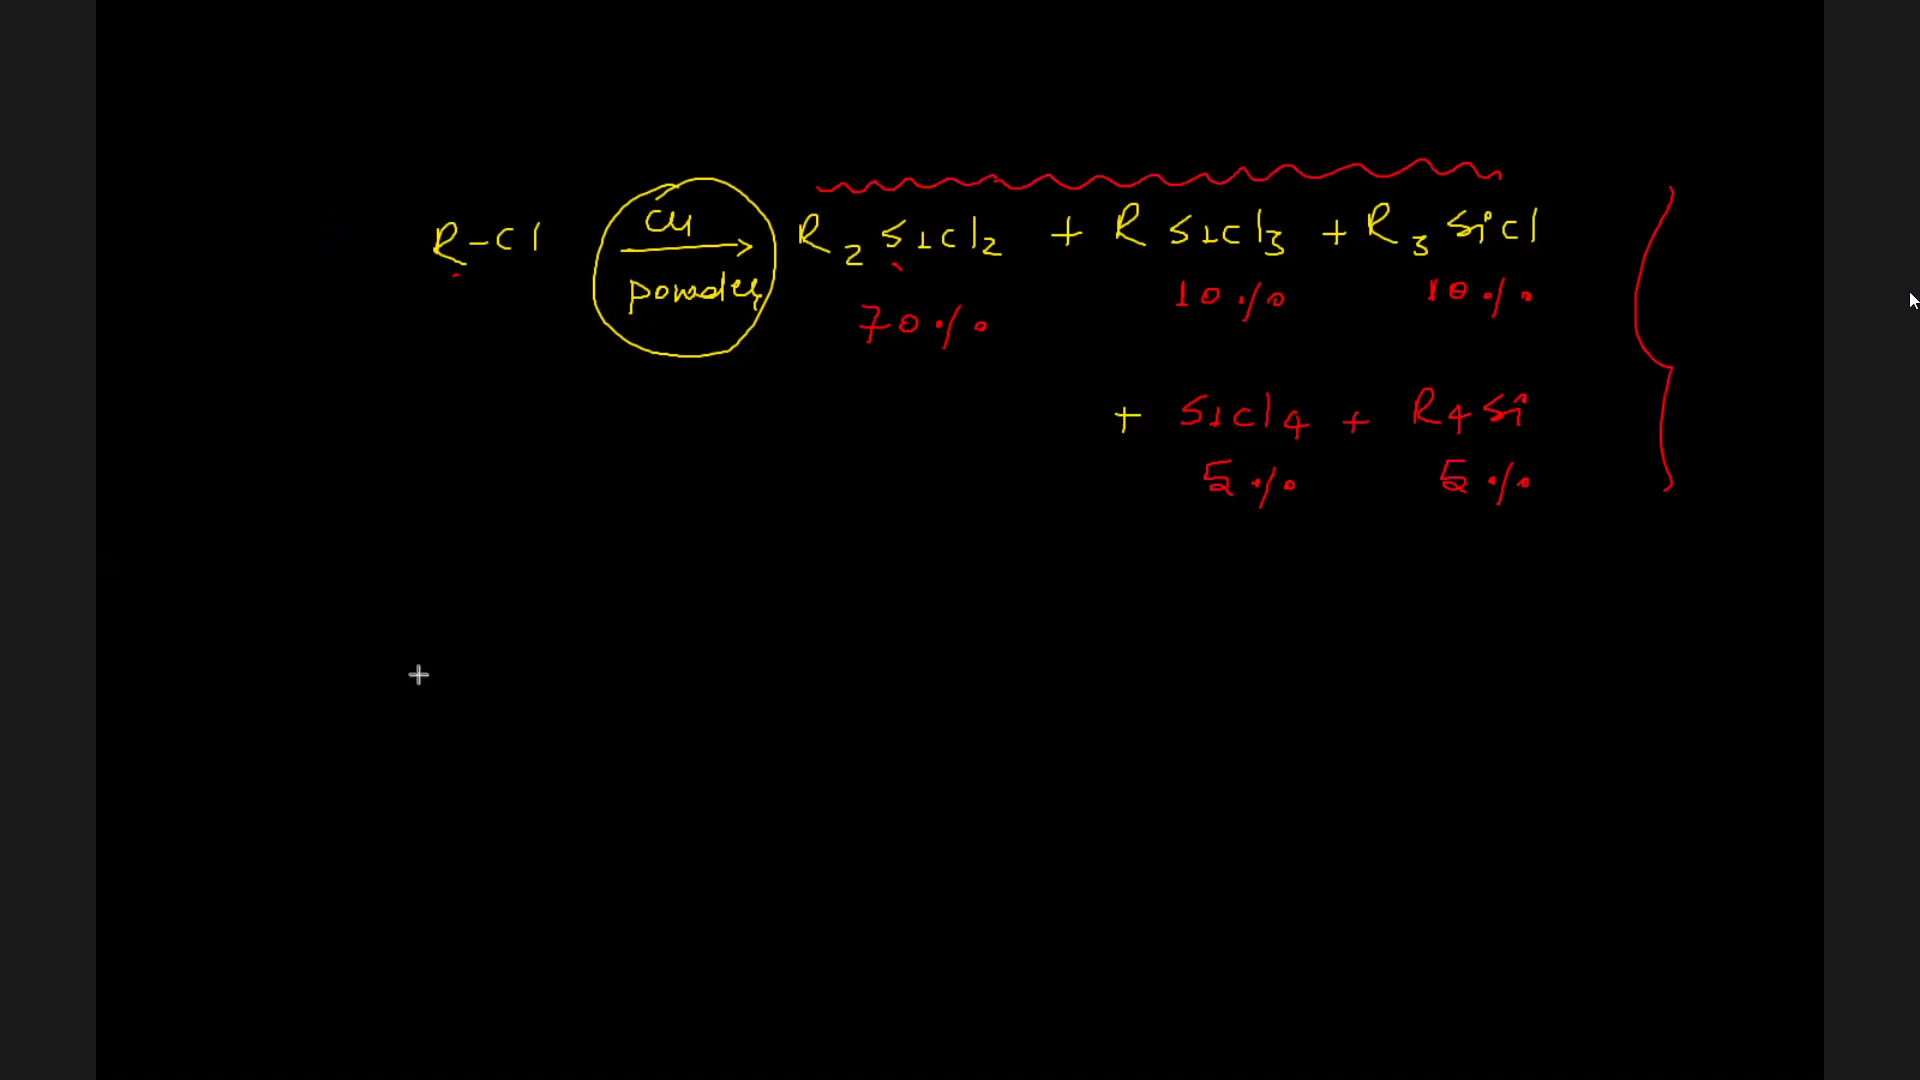 R-Cl Cu powder → R2SiCl2 + RSiCl3 + R3SiCl
70% 10% 10%
+ SiCl4 + R4Si
5% 5%